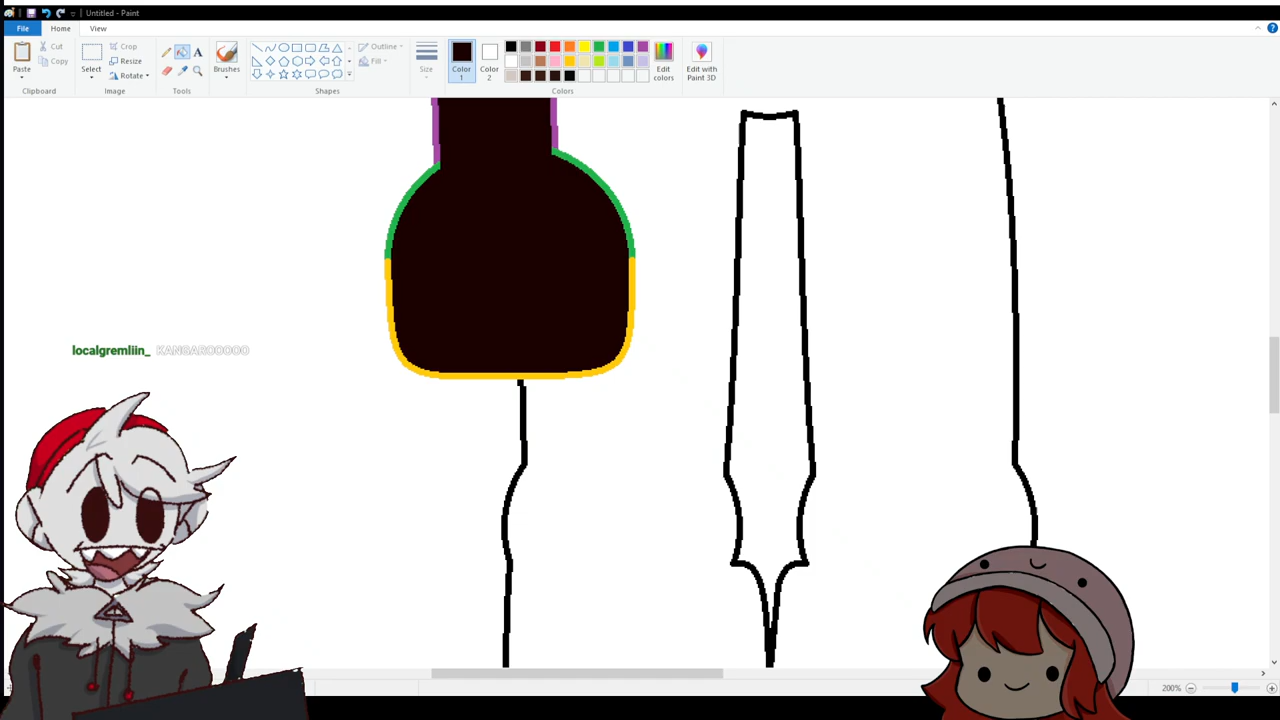 Untitled - Paint
File Home View
Cut
Copy
Paste
Clipboard
Crop
Resize
Rotate
Select
Image
A
Tools
Brushes
Outline
Fill
Shapes
Size
Color 1
Color 2
Edit colors
Colors
Edit with Paint 3D
localgremliin_ KANGAROOOOO
200%